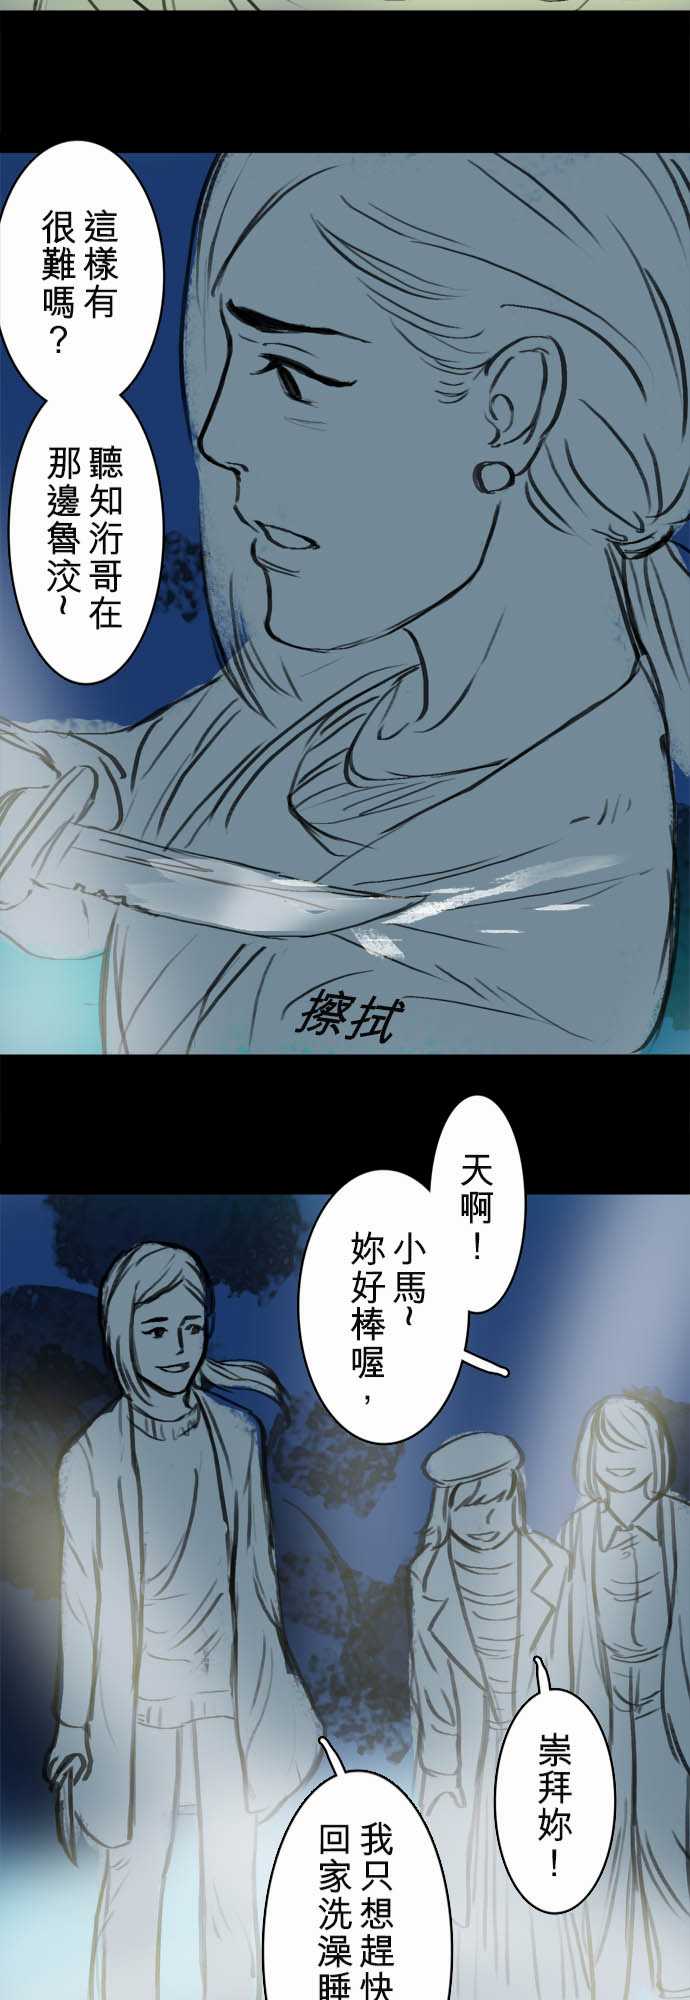 這樣有
很難嗎？
聽知洐哥在
那邊魯洨~
擦拭
天啊！
小馬~
妳好棒喔，
崇拜妳！
我只想趕快
回家洗澡睡